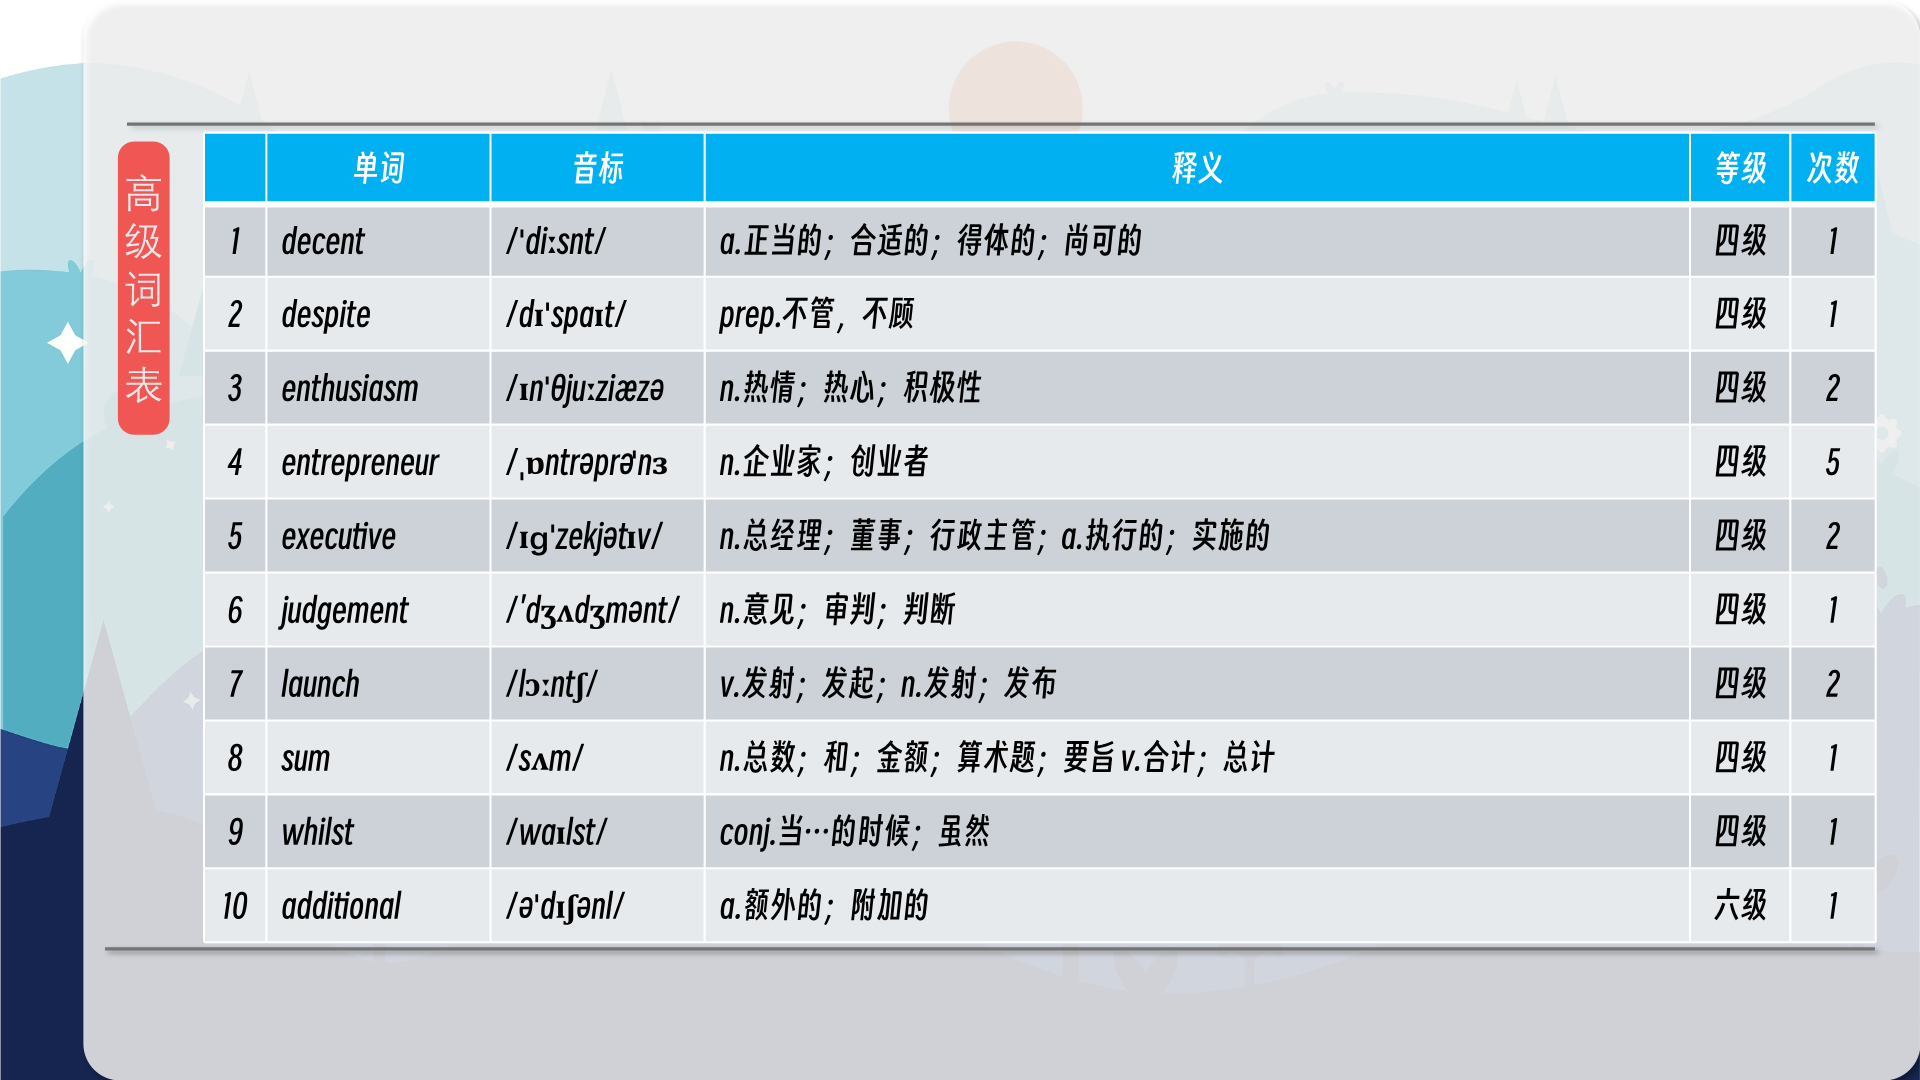 高级词汇表
单词 音标 释义 等级 次数
1 decent /'diːsnt/ a.正当的；合适的；得体的；尚可的 四级 1
2 despite /dɪ'spaɪt/ prep.不管，不顾 四级 1
3 enthusiasm /ɪn'θjuːziæzə n.热情；热心；积极性 四级 2
4 entrepreneur /ˌɒntrəprə'nɜ n.企业家；创业者 四级 5
5 executive /ɪɡ'zekjətɪv/ n.总经理；董事；行政主管；a.执行的；实施的 四级 2
6 judgement /'dʒʌdʒmənt/ n.意见；审判；判断 四级 1
7 launch /lɔːntʃ/ v.发射；发起；n.发射；发布 四级 2
8 sum /sʌm/ n.总数；和；金额；算术题；要旨 v.合计；总计 四级 1
9 whilst /waɪlst/ conj.当…的时候；虽然 四级 1
10 additional /ə'dɪʃənl/ a.额外的；附加的 六级 1